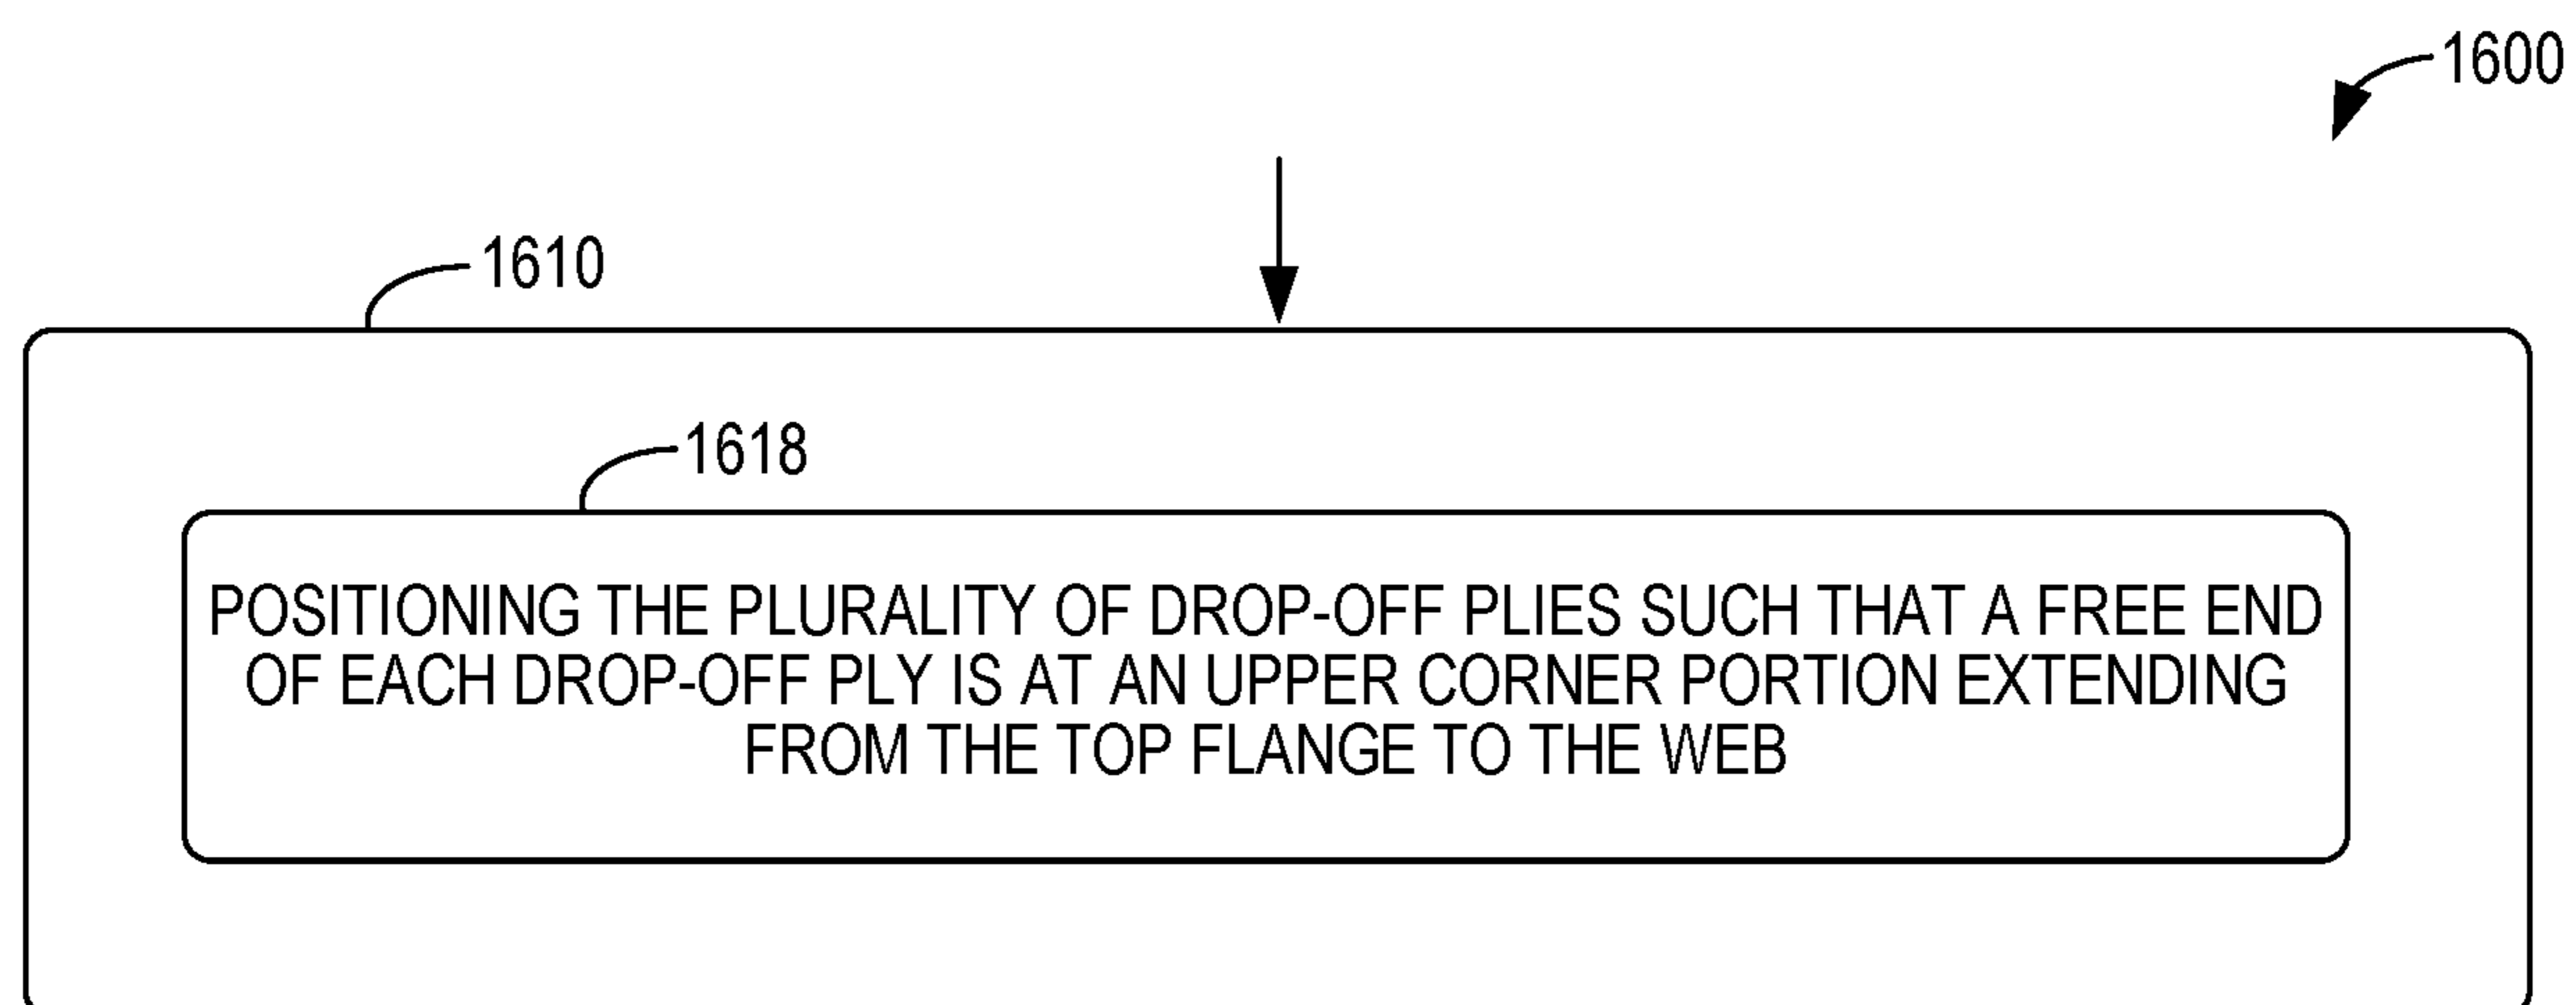 1600
1610
1618
POSITIONING THE PLURALITY OF DROP-OFF PLIES SUCH THAT A FREE END
OF EACH DROP-OFF PLY IS AT AN UPPER CORNER PORTION EXTENDING
FROM THE TOP FLANGE TO THE WEB